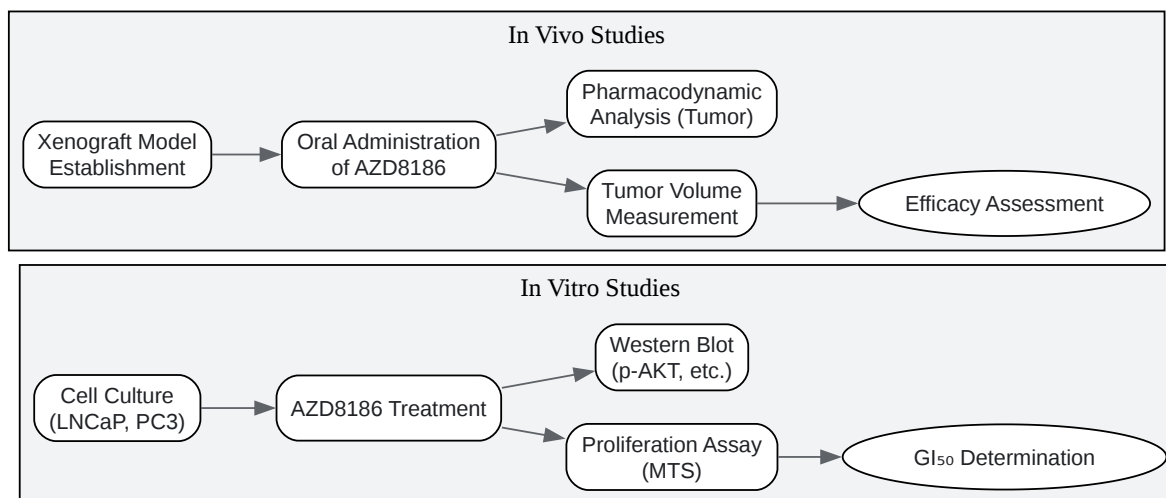 In Vivo Studies
Xenograft Model
Establishment
Oral Administration
of AZD8186
Pharmacodynamic
Analysis (Tumor)
Tumor Volume
Measurement
Efficacy Assessment
In Vitro Studies
Cell Culture
(LNCaP, PC3)
AZD8186 Treatment
Western Blot
(p-AKT, etc.)
Proliferation Assay
(MTS)
GI₅₀ Determination